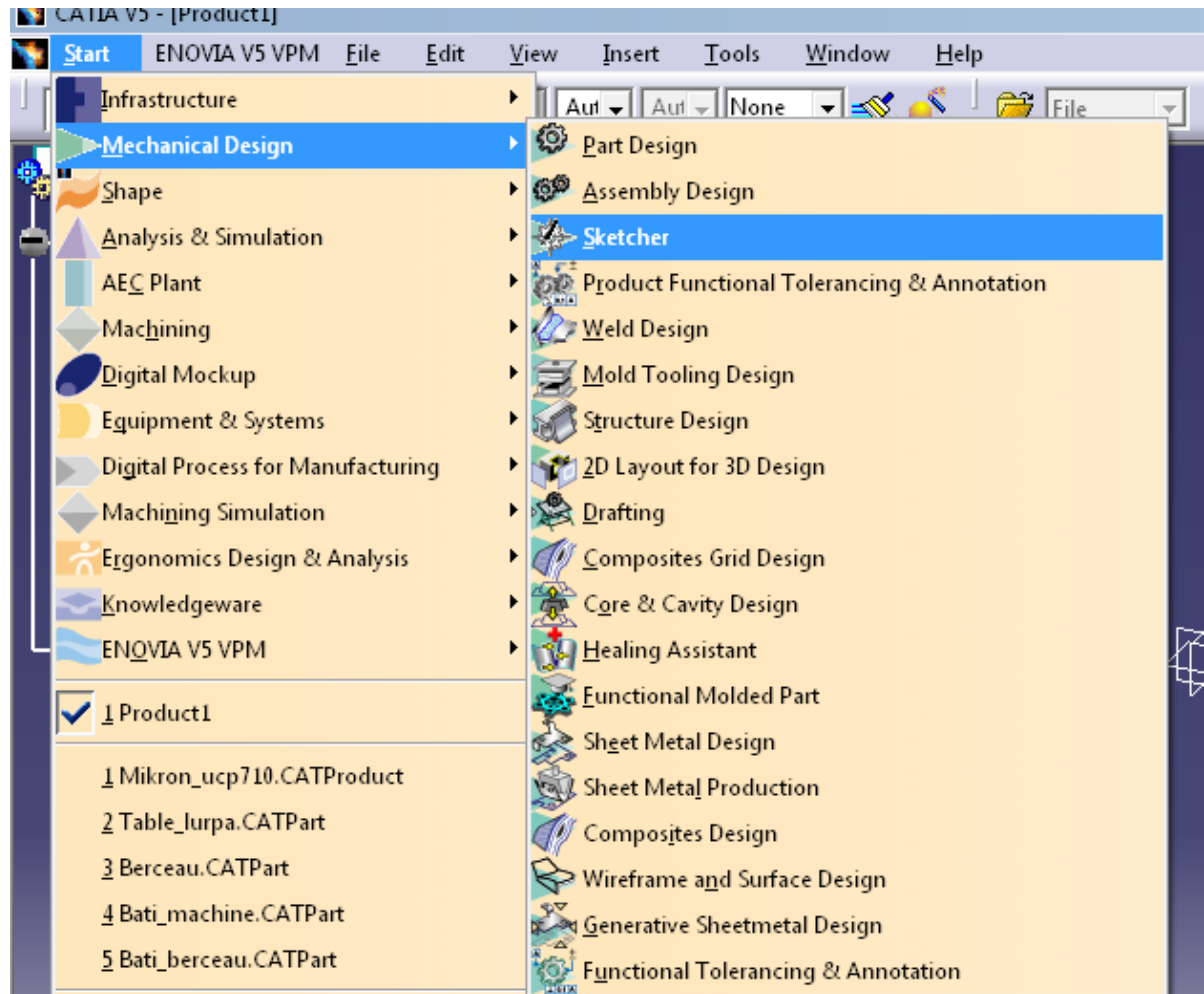 CATIA V5 - [Product1]
Start ENOVIA V5 VPM File Edit View Insert Tools Window Help
Aut Aut None File
Infrastructure
Mechanical Design
Shape
Analysis & Simulation
AEC Plant
Machining
Digital Mockup
Equipment & Systems
Digital Process for Manufacturing
Machining Simulation
Ergonomics Design & Analysis
Knowledgeware
ENOVIA V5 VPM
1 Product1
1 Mikron_ucp710.CATProduct
2 Table_lurpa.CATPart
3 Berceau.CATPart
4 Bati_machine.CATPart
5 Bati_berceau.CATPart
Part Design
Assembly Design
Sketcher
Product Functional Tolerancing & Annotation
Weld Design
Mold Tooling Design
Structure Design
2D Layout for 3D Design
Drafting
Composites Grid Design
Core & Cavity Design
Healing Assistant
Functional Molded Part
Sheet Metal Design
Sheet Metal Production
Composites Design
Wireframe and Surface Design
Generative Sheetmetal Design
Functional Tolerancing & Annotation